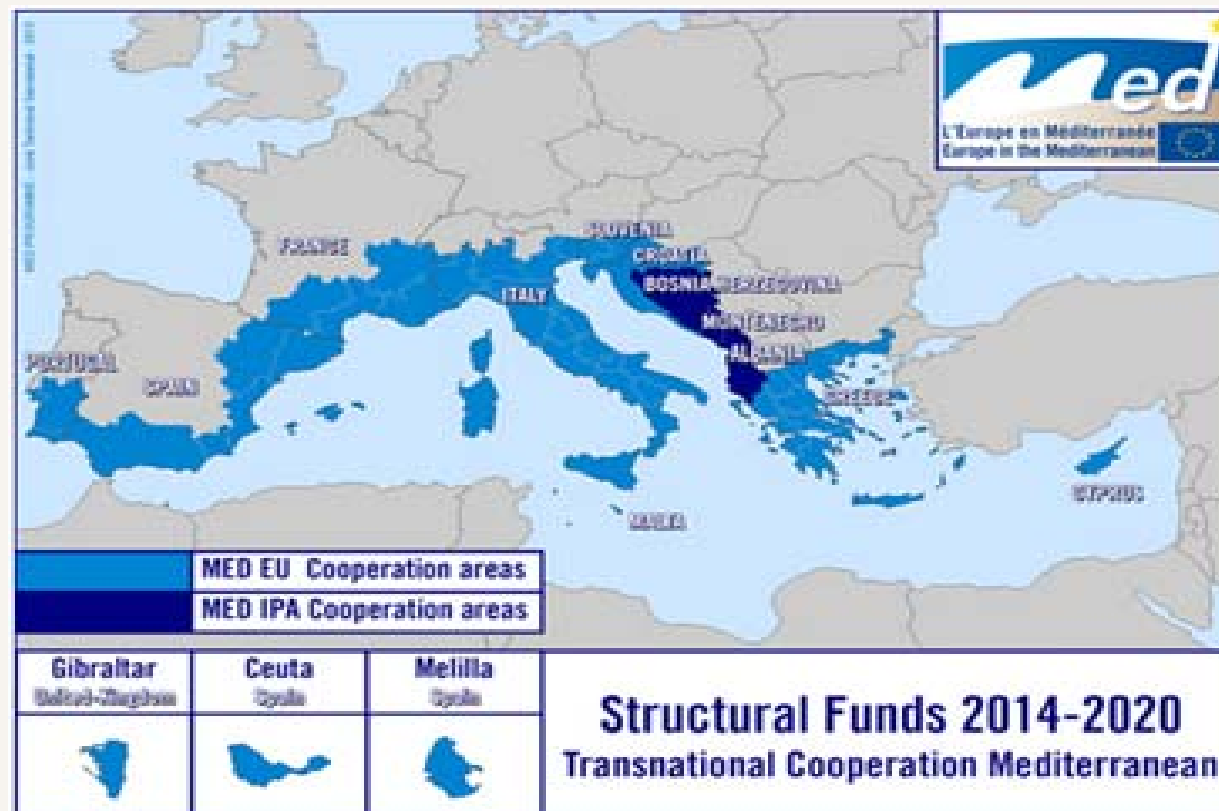 Med
L'Europe en Méditerranée
Europe in the Mediterranean
SLOVENIA
FRANCE
CROATIA
BOSNIA HERZEGOVINA
ITALY
MONTENEGRO
ALBANIA
PORTUGAL
SPAIN
GREECE
CYPRUS
MALTA
MED EU Cooperation areas
MED IPA Cooperation areas
Gibraltar
United-Kingdom
Ceuta
Spain
Melilla
Spain
Structural Funds 2014-2020
Transnational Cooperation Mediterranean